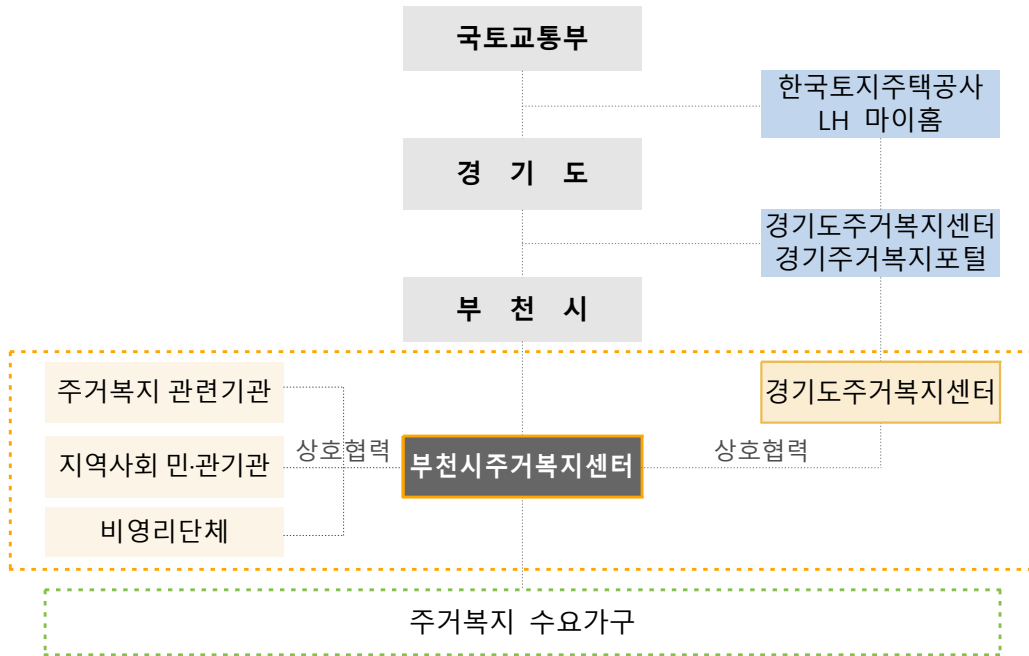 국토교통부
한국토지주택공사
LH 마이홈
경 기 도
경기도주거복지센터
경기주거복지포털
부 천 시
주거복지 관련기관
경기도주거복지센터
지역사회 민·관기관
상호협력
부천시주거복지센터
상호협력
비영리단체
주거복지 수요가구